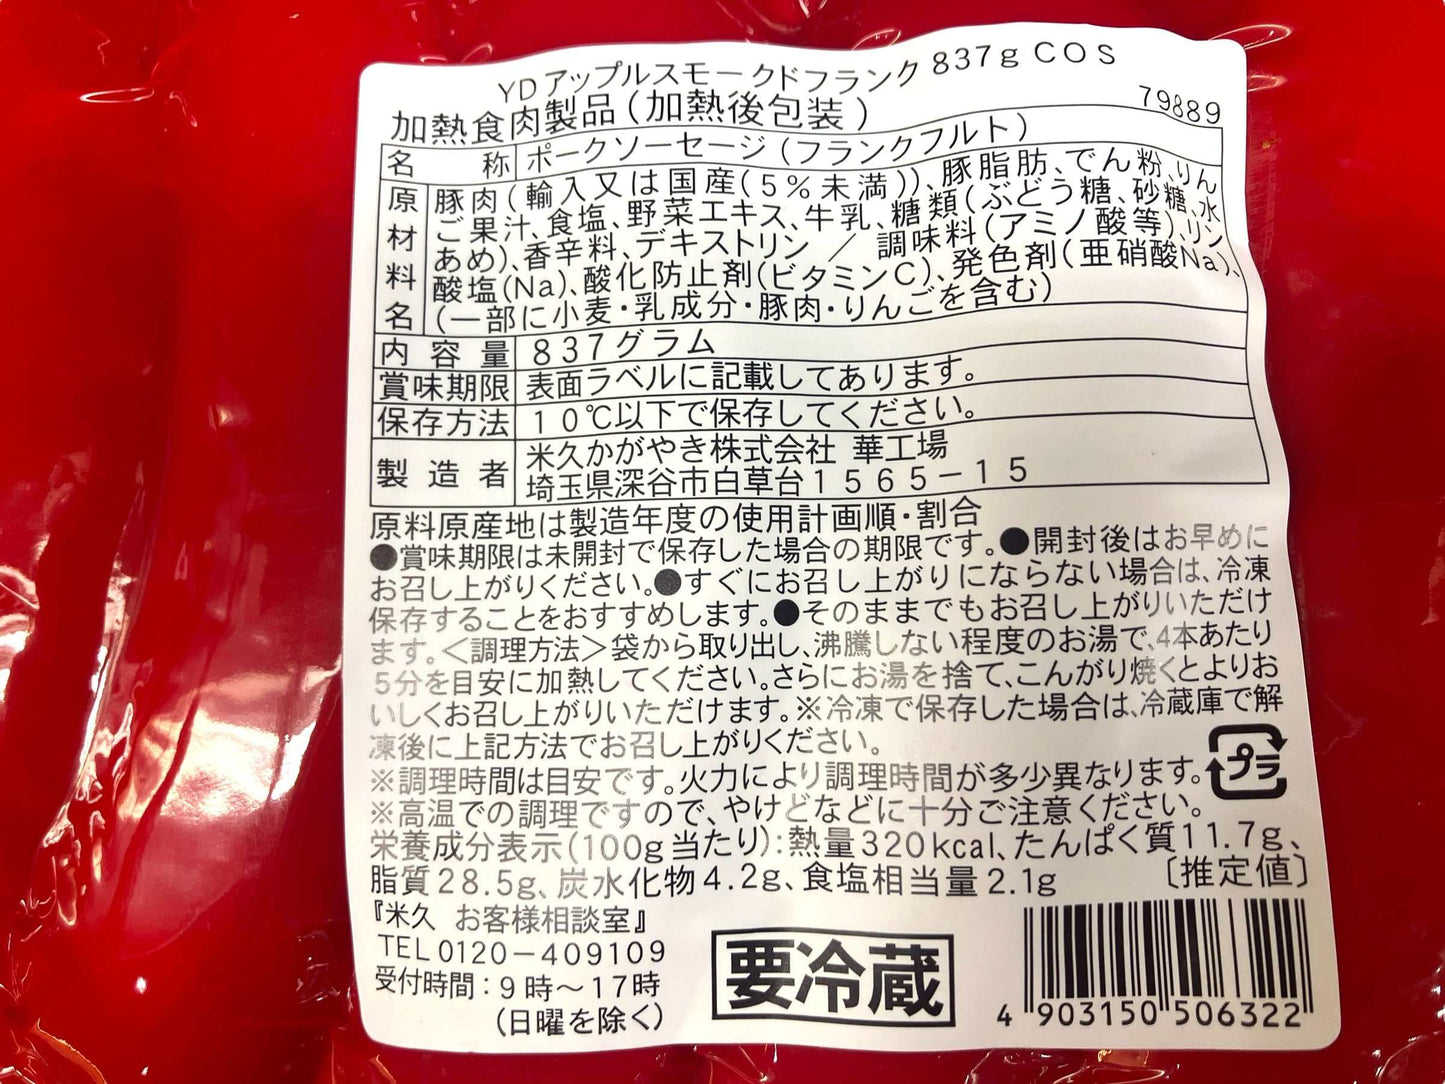 YDアップルスモークドフランク 837g COS
79889
加熱食肉製品(加熱後包装)
名称 ポークソーセージ(フランクフルト)
原材料名 豚肉(輸入又は国産(5%未満))、豚脂肪、でん粉、りん
ご果汁、食塩、野菜エキス、牛乳、糖類(ぶどう糖、砂糖、水
あめ)、香辛料、デキストリン / 調味料(アミノ酸等)、リン
酸塩(Na)、酸化防止剤(ビタミンC)、発色剤(亜硝酸Na)、
(一部に小麦・乳成分・豚肉・りんごを含む)
内容量 837グラム
賞味期限 表面ラベルに記載してあります。
保存方法 10℃以下で保存してください。
製造者 米久かがやき株式会社 華工場
埼玉県深谷市白草台1565-15
原料原産地は製造年度の使用計画順・割合
●賞味期限は未開封で保存した場合の期限です。●開封後はお早めに
お召し上がりください。●すぐにお召し上がりにならない場合は、冷凍
保存することをおすすめします。●そのままでもお召し上がりいただけ
ます。<調理方法>袋から取り出し、沸騰しない程度のお湯で、4本あたり
5分を目安に加熱してください。さらにお湯を捨て、こんがり焼くとよりお
いしくお召し上がりいただけます。※冷凍で保存した場合は、冷蔵庫で解
凍後に上記方法でお召し上がりください。
※調理時間は目安です。火力により調理時間が多少異なります。
※高温での調理ですので、やけどなどに十分ご注意ください。
プラ
栄養成分表示(100g当たり):熱量320kcal、たんぱく質11.7g、
脂質28.5g、炭水化物4.2g、食塩相当量2.1g 〔推定値〕
『米久 お客様相談室』
TEL0120-409109
受付時間:9時~17時
(日曜を除く)
要冷蔵
4 903150 506322